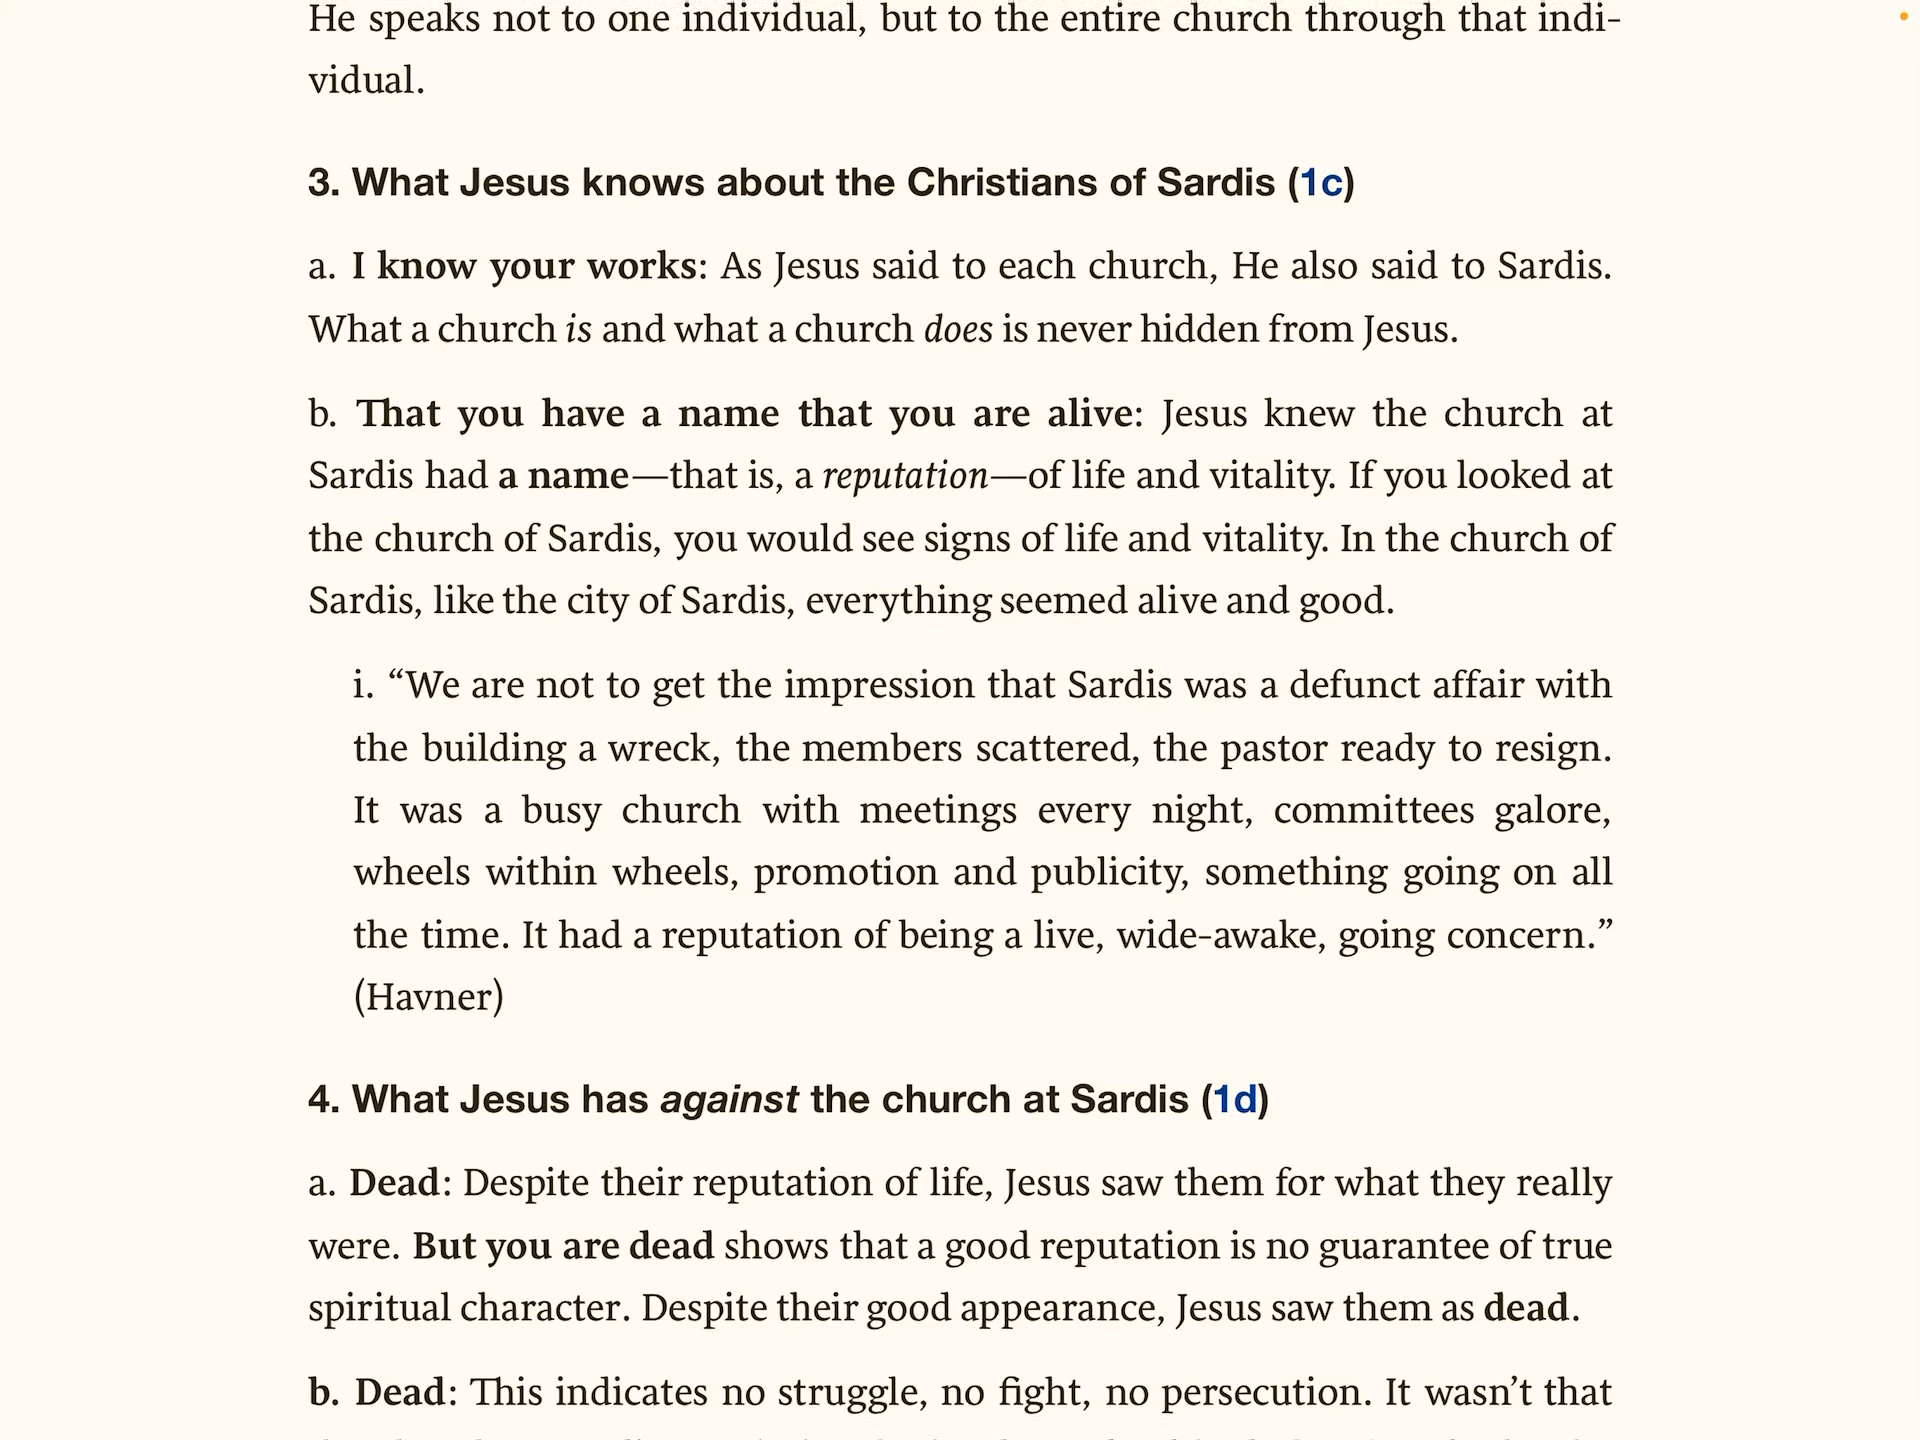 He speaks not to one individual, but to the entire church through that indi-
vidual.
3. What Jesus knows about the Christians of Sardis (1c)
a. I know your works: As Jesus said to each church, He also said to Sardis.
What a church is and what a church does is never hidden from Jesus.
b. That you have a name that you are alive: Jesus knew the church at
Sardis had a name—that is, a reputation—of life and vitality. If you looked at
the church of Sardis, you would see signs of life and vitality. In the church of
Sardis, like the city of Sardis, everything seemed alive and good.
i. “We are not to get the impression that Sardis was a defunct affair with
the building a wreck, the members scattered, the pastor ready to resign.
It was a busy church with meetings every night, committees galore,
wheels within wheels, promotion and publicity, something going on all
the time. It had a reputation of being a live, wide-awake, going concern.”
(Havner)
4. What Jesus has against the church at Sardis (1d)
a. Dead: Despite their reputation of life, Jesus saw them for what they really
were. But you are dead shows that a good reputation is no guarantee of true
spiritual character. Despite their good appearance, Jesus saw them as dead.
b. Dead: This indicates no struggle, no fight, no persecution. It wasn’t that